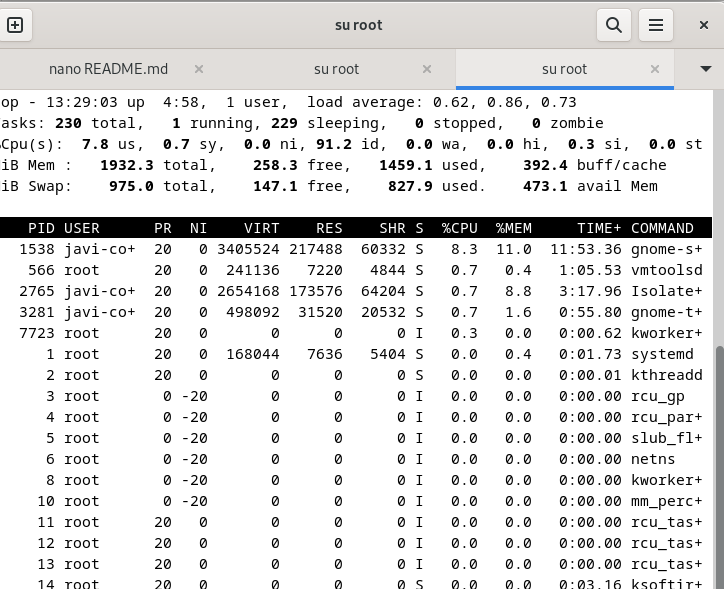 su root
nano README.md × su root × su root ×
op - 13:29:03 up  4:58,  1 user,  load average: 0.62, 0.86, 0.73
asks: 230 total,   1 running, 229 sleeping,   0 stopped,   0 zombie
Cpu(s):  7.8 us,  0.7 sy,  0.0 ni, 91.2 id,  0.0 wa,  0.0 hi,  0.3 si,  0.0 st
iB Mem :   1932.3 total,    258.3 free,   1459.1 used,    392.4 buff/cache
iB Swap:    975.0 total,    147.1 free,    827.9 used.    473.1 avail Mem
PID USER      PR  NI    VIRT    RES    SHR S  %CPU  %MEM     TIME+ COMMAND
1538 javi-co+  20   0 3405524 217488  60332 S   8.3  11.0  11:53.36 gnome-s+
566 root      20   0  241136   7220   4844 S   0.7   0.4   1:05.53 vmtoolsd
2765 javi-co+  20   0 2654168 173576  64204 S   0.7   8.8   3:17.96 Isolate+
3281 javi-co+  20   0  498092  31520  20532 S   0.7   1.6   0:55.80 gnome-t+
7723 root      20   0       0      0      0 I   0.3   0.0   0:00.62 kworker+
1 root      20   0  168044   7636   5404 S   0.0   0.4   0:01.73 systemd
2 root      20   0       0      0      0 S   0.0   0.0   0:00.01 kthreadd
3 root       0 -20       0      0      0 I   0.0   0.0   0:00.00 rcu_gp
4 root       0 -20       0      0      0 I   0.0   0.0   0:00.00 rcu_par+
5 root       0 -20       0      0      0 I   0.0   0.0   0:00.00 slub_fl+
6 root       0 -20       0      0      0 I   0.0   0.0   0:00.00 netns
8 root       0 -20       0      0      0 I   0.0   0.0   0:00.00 kworker+
10 root       0 -20       0      0      0 I   0.0   0.0   0:00.00 mm_perc+
11 root      20   0       0      0      0 I   0.0   0.0   0:00.00 rcu_tas+
12 root      20   0       0      0      0 I   0.0   0.0   0:00.00 rcu_tas+
13 root      20   0       0      0      0 I   0.0   0.0   0:00.00 rcu_tas+
14 root      20   0       0      0      0 S   0.0   0.0   0:03.16 ksoftir+